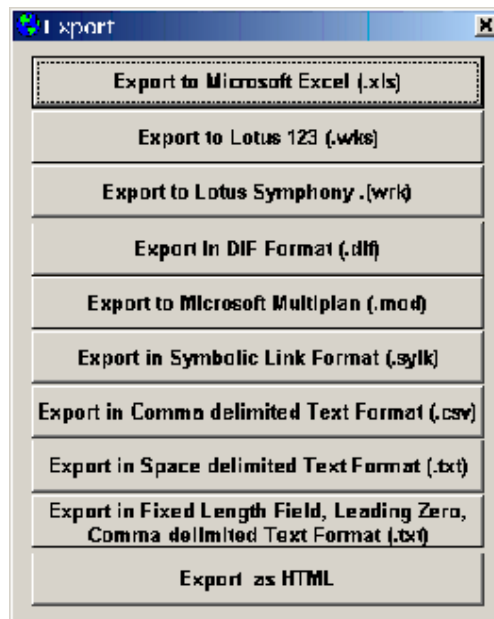 Export
Export to Microsoft Excel (.xls)
Export to Lotus 123 (.wks)
Export to Lotus Symphony .(wrk)
Export in DIF Format (.dif)
Export to Microsoft Multiplan (.mod)
Export in Symbolic Link Format (.sylk)
Export in Comma delimited Text Format (.csv)
Export in Space delimited Text Format (.txt)
Export in Fixed Length Field, Leading Zero,
Comma delimited Text Format (.txt)
Export as HTML